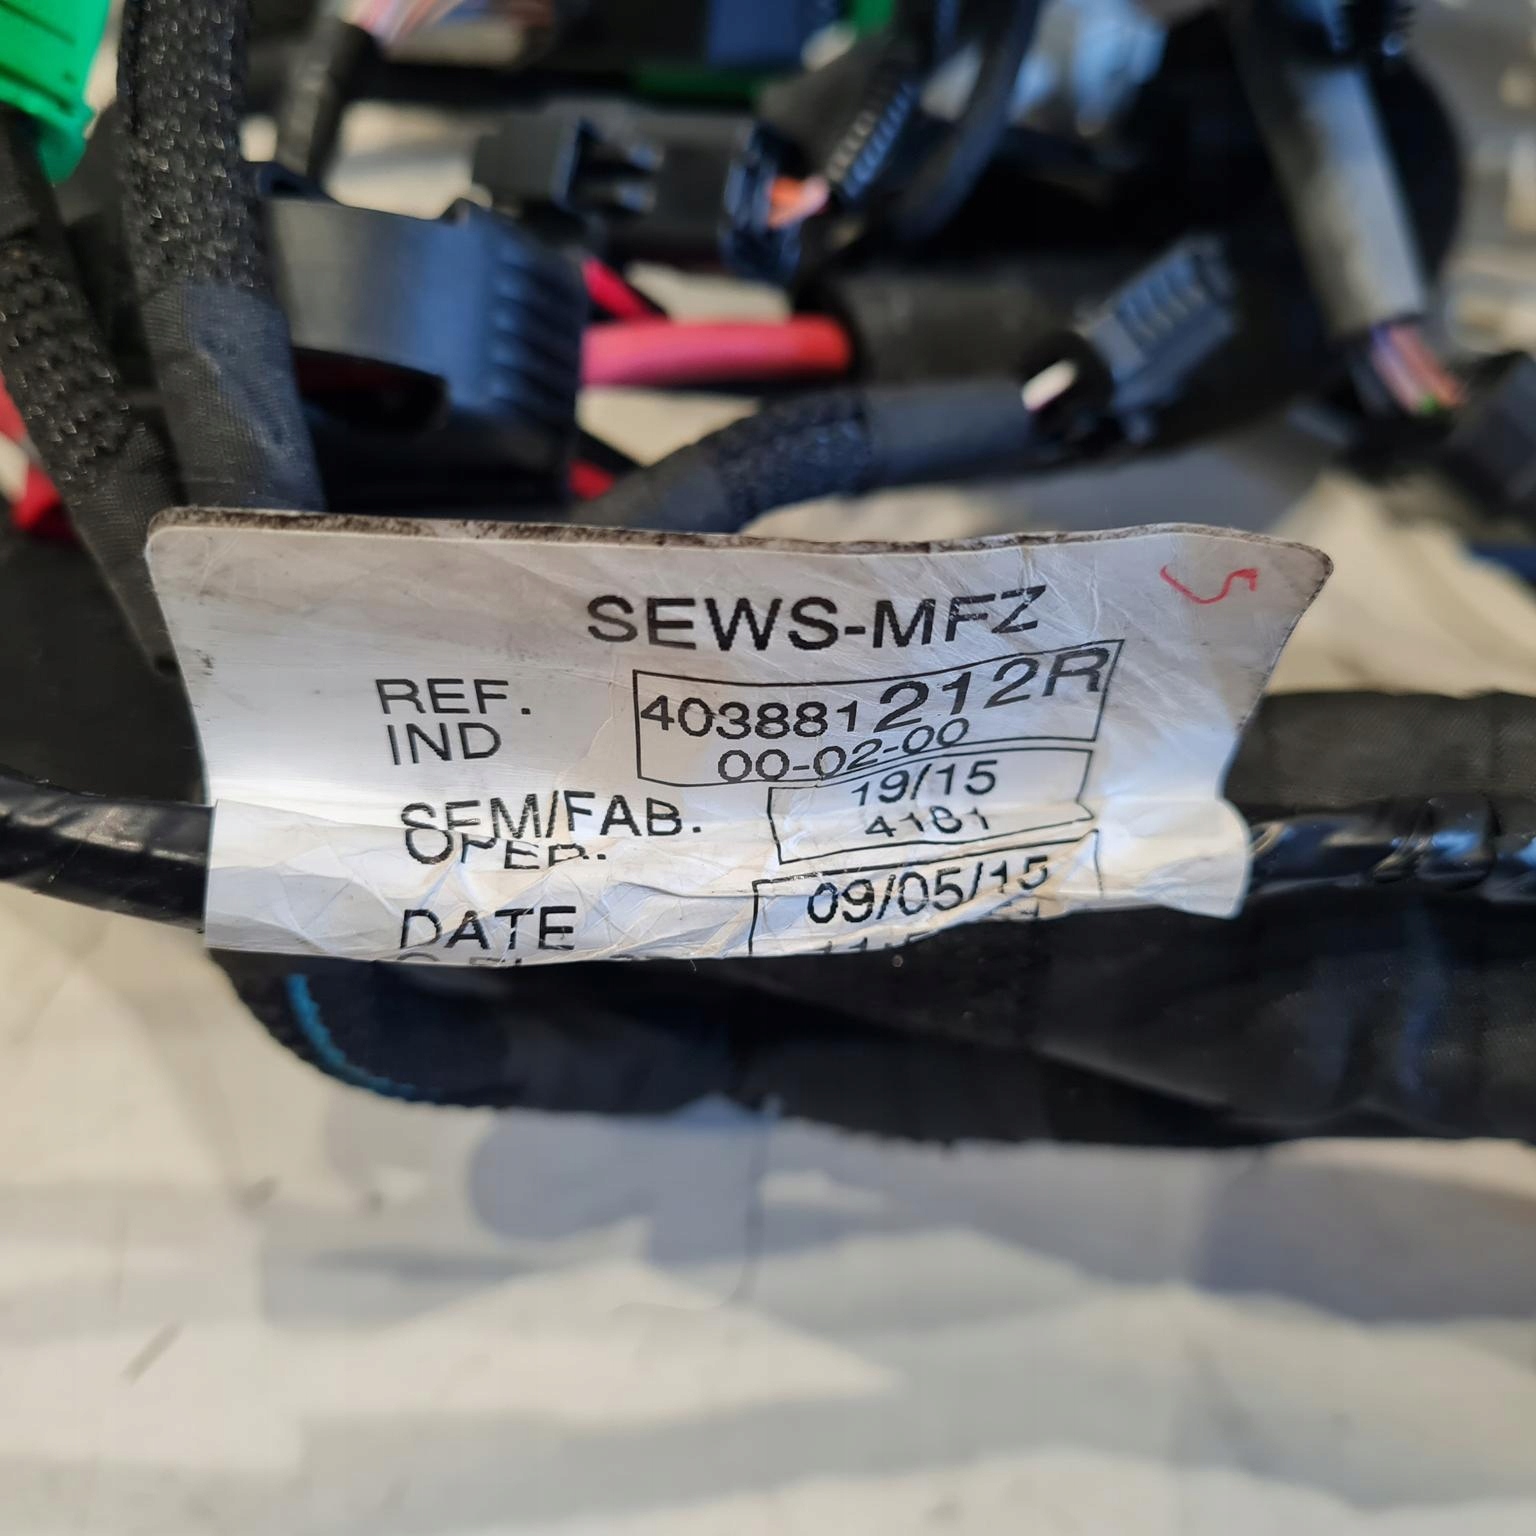 SEWS-MFZ
REF. 403881212R
IND 00-02-00
SEM/FAB. 19/15
OPER. 4181
DATE 09/05/15